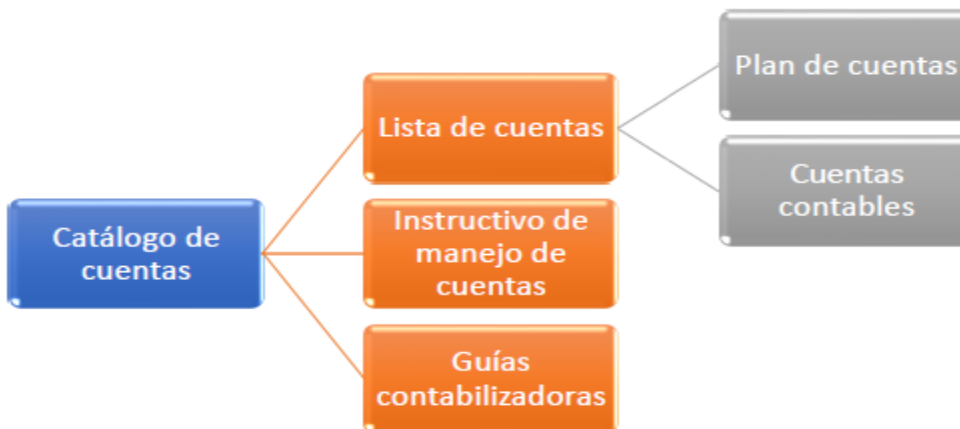 Catálogo de
cuentas
Lista de cuentas
Instructivo de
manejo de
cuentas
Guías
contabilizadoras
Plan de cuentas
Cuentas
contables